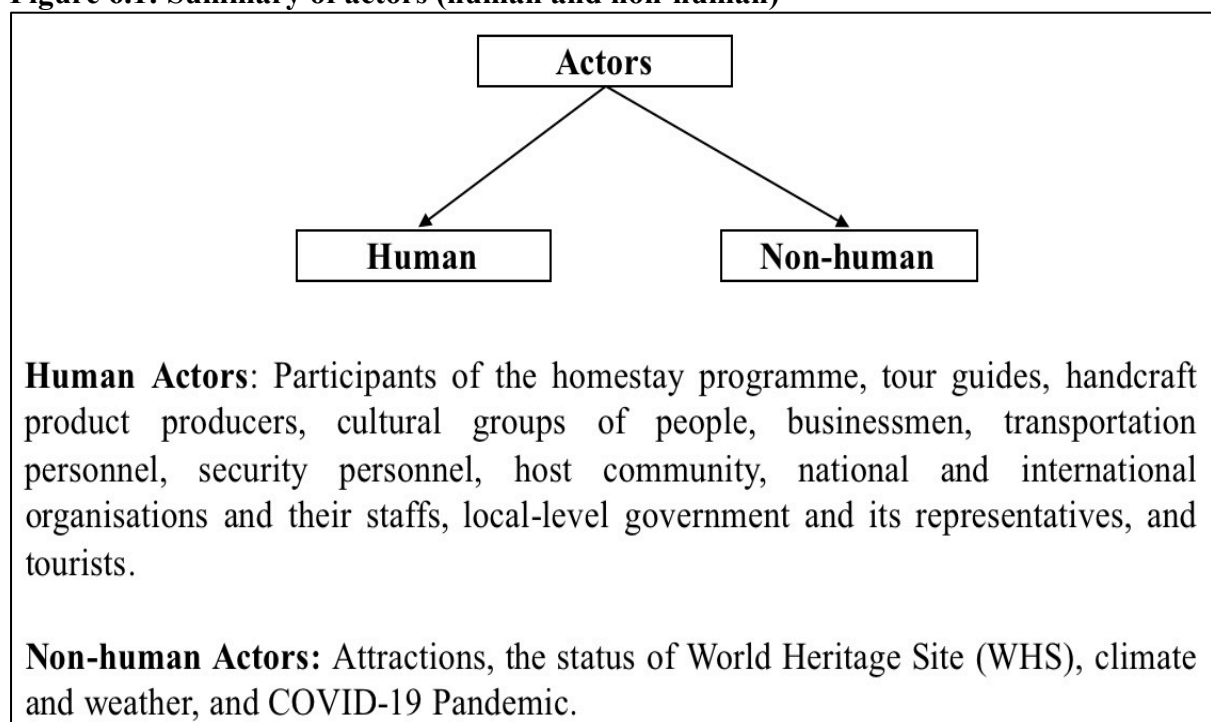 Actors
Human
Non-human
Human Actors: Participants of the homestay programme, tour guides, handcraft
product producers, cultural groups of people, businessmen, transportation
personnel, security personnel, host community, national and international
organisations and their staffs, local-level government and its representatives, and
tourists.
Non-human Actors: Attractions, the status of World Heritage Site (WHS), climate
and weather, and COVID-19 Pandemic.